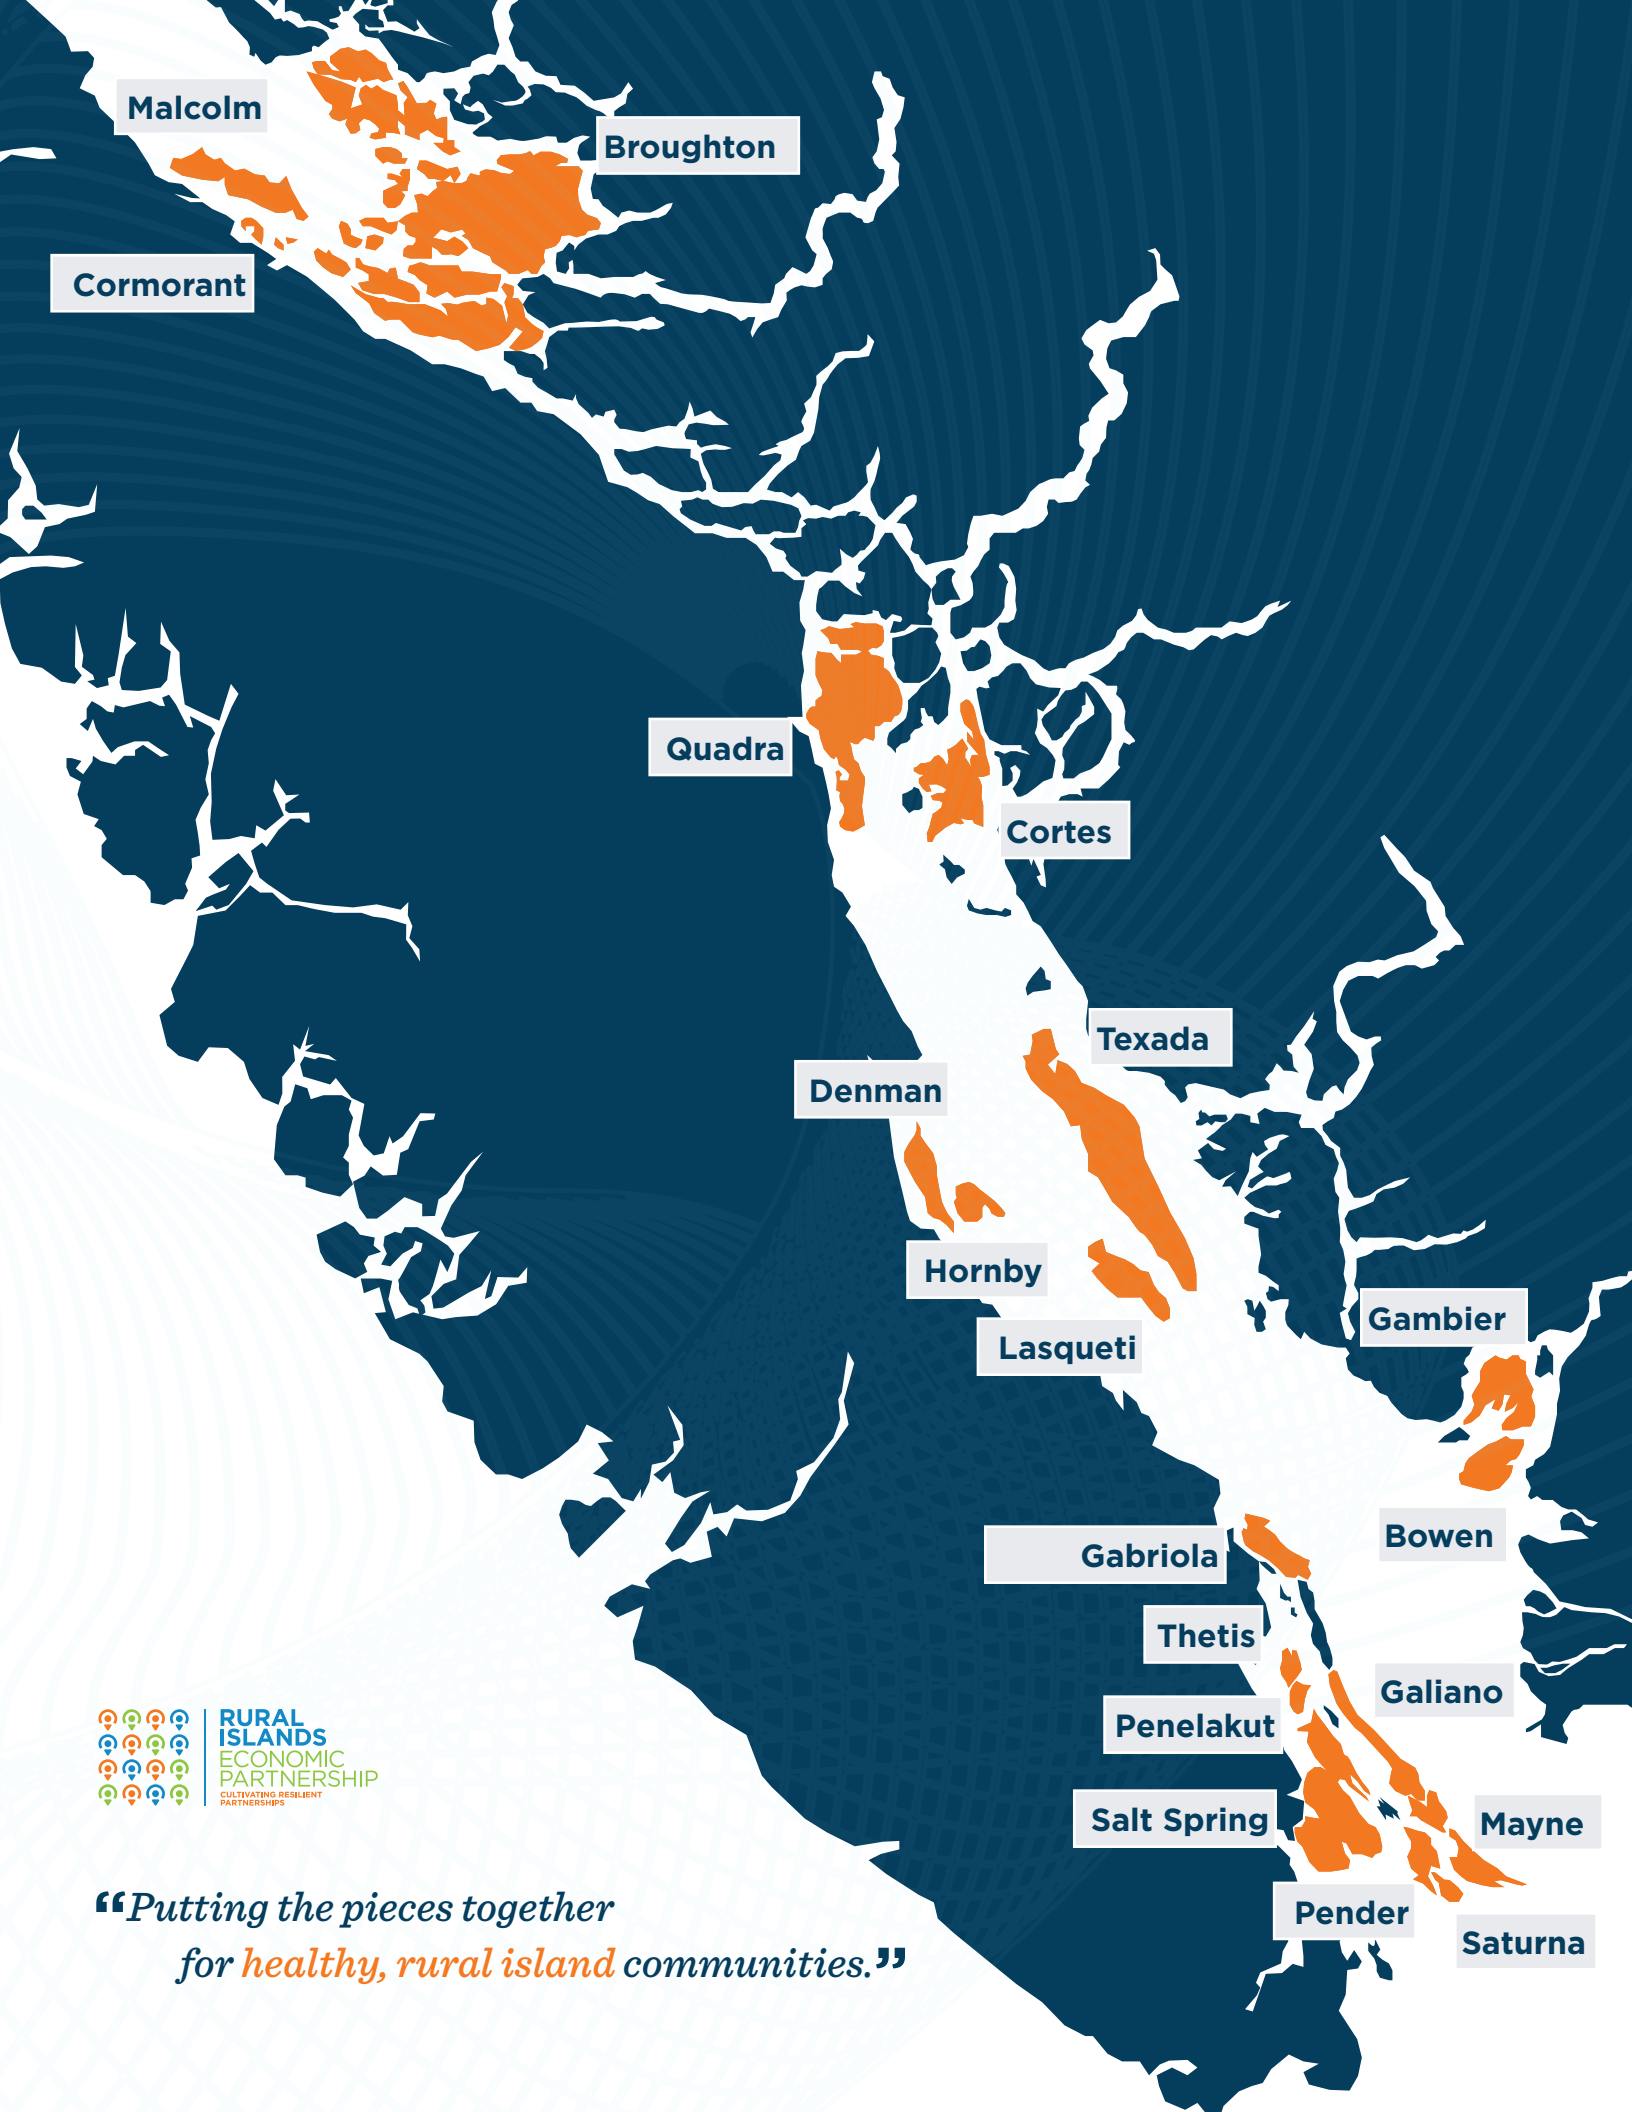 Malcolm
Broughton
Cormorant
Quadra
Cortes
Texada
Denman
Hornby
Gambier
Lasqueti
Bowen
Gabriola
Thetis
Galiano
Penelakut
Salt Spring
Mayne
Pender
Saturna
RURAL
ISLANDS
ECONOMIC
PARTNERSHIP
CULTIVATING RESILIENT
PARTNERSHIPS
“Putting the pieces together
for healthy, rural island communities.”